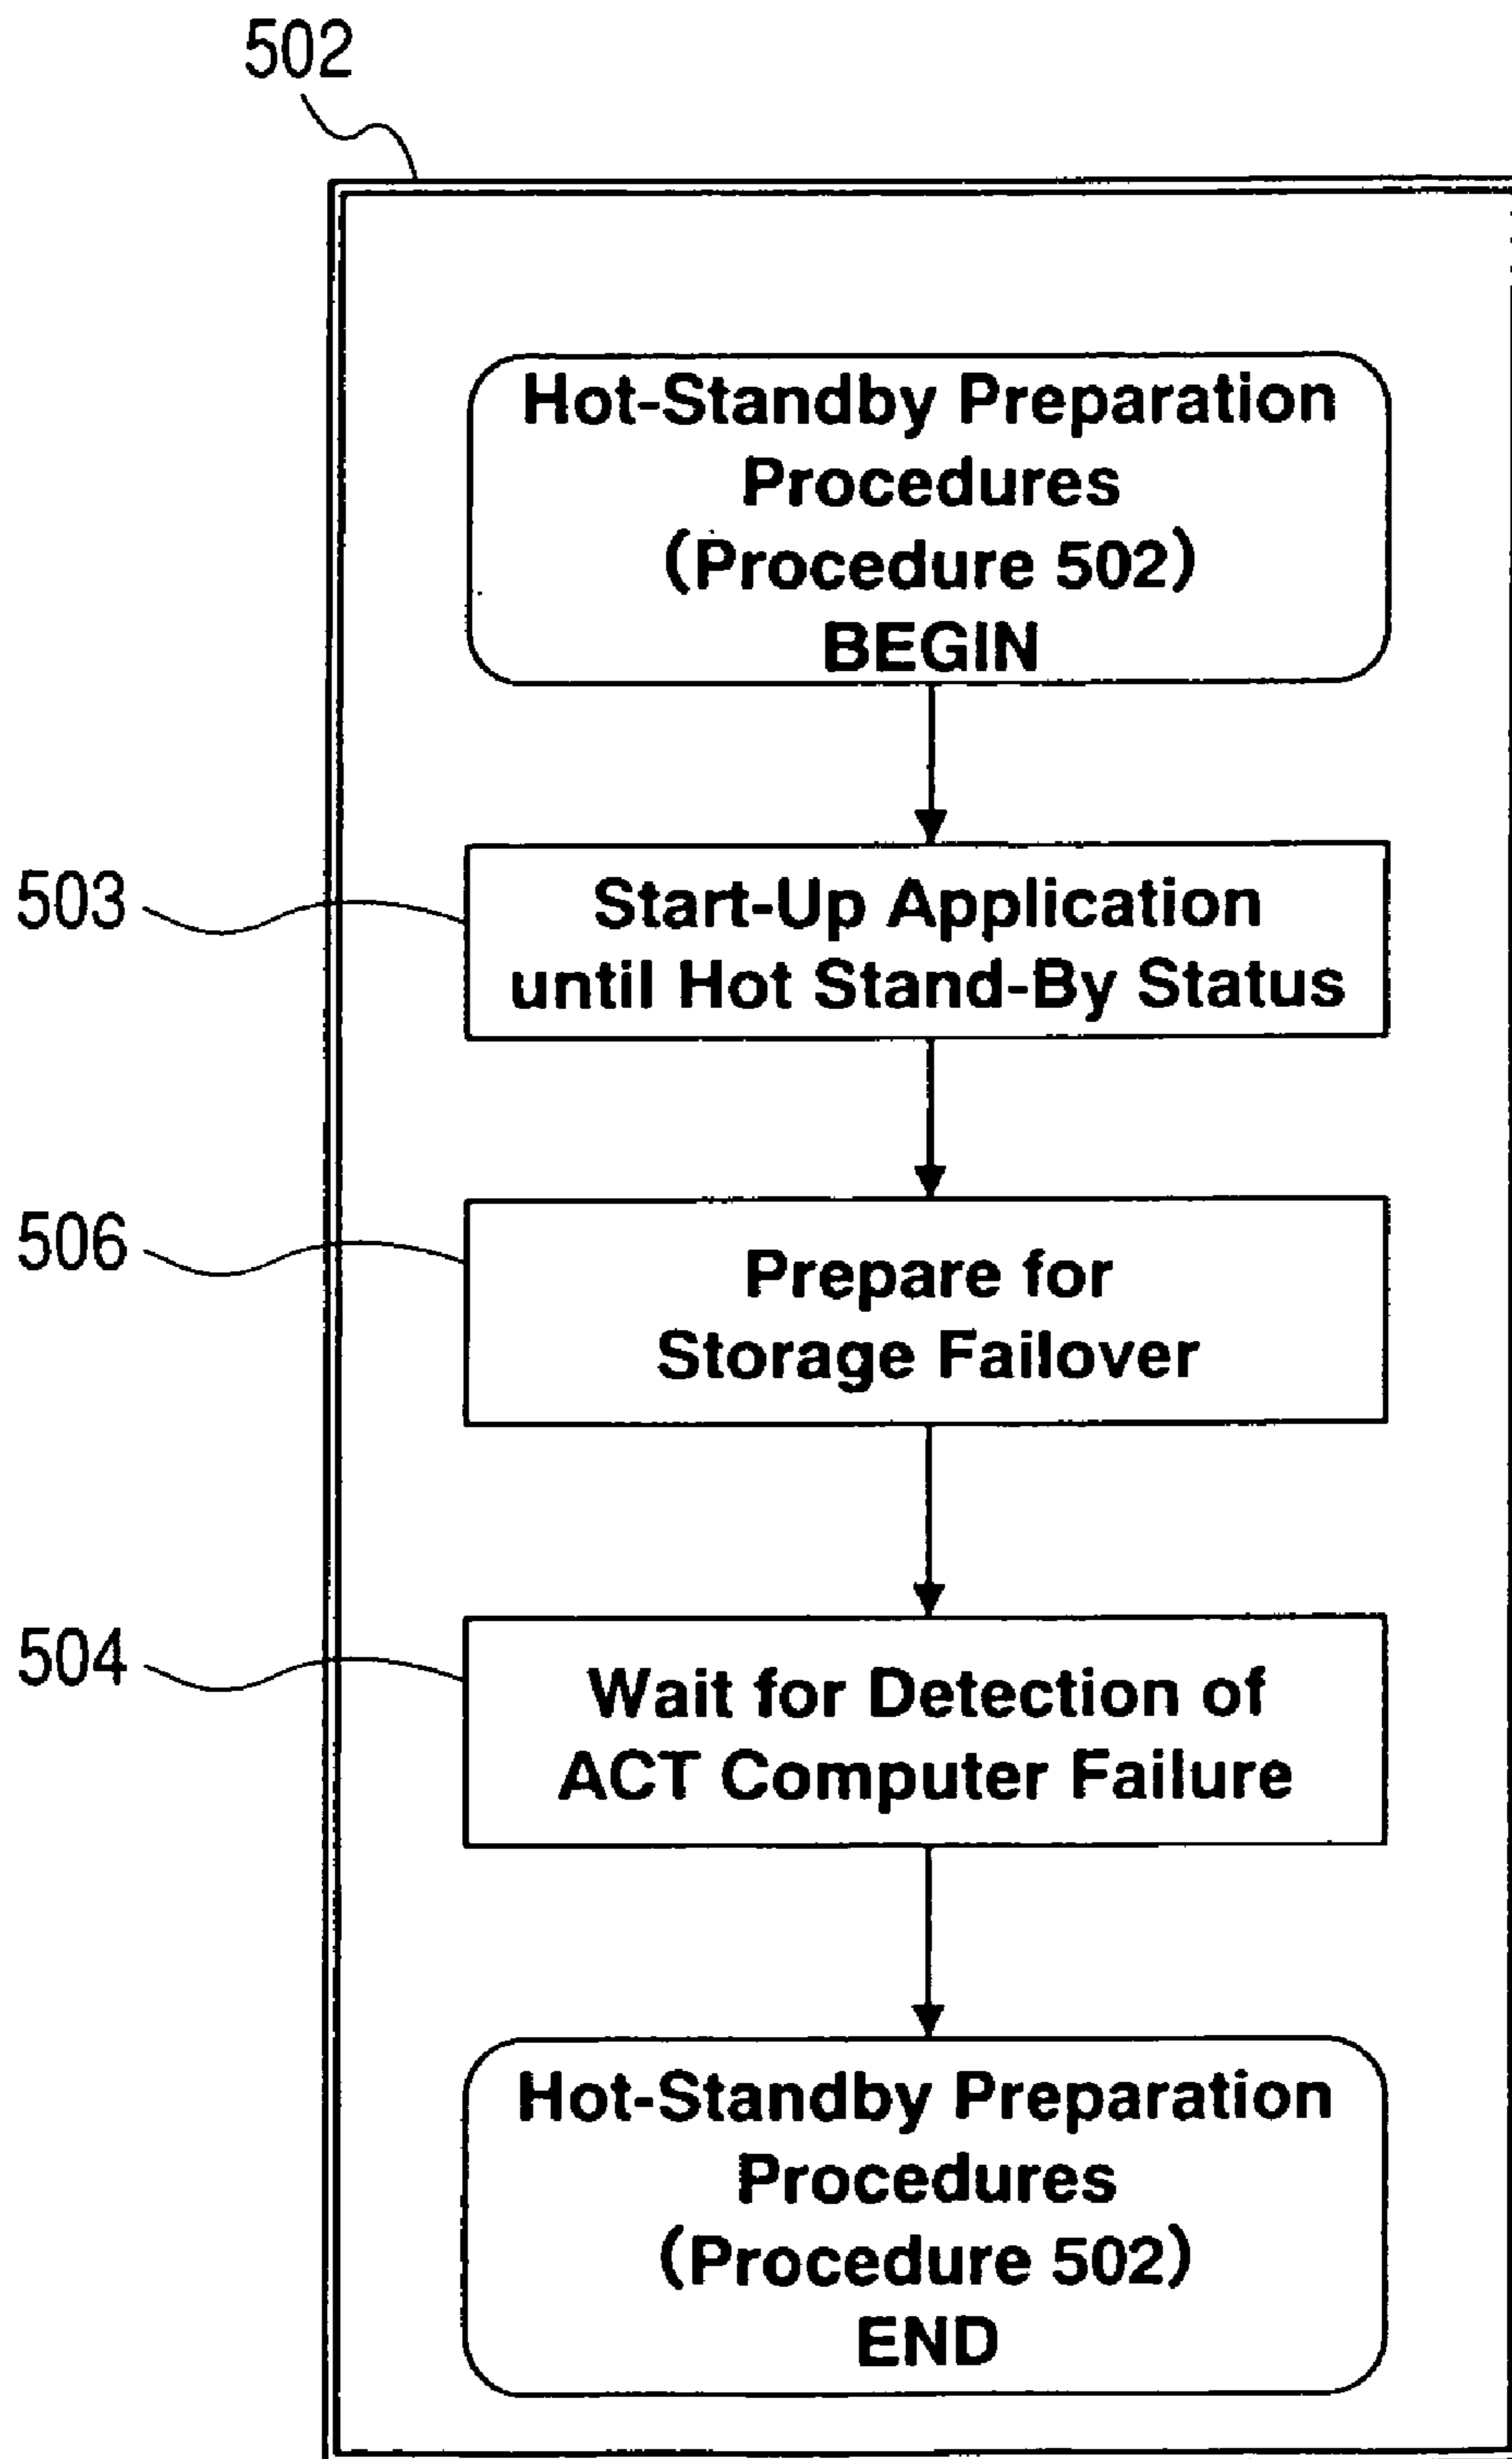 502
Hot-Standby Preparation
Procedures
(Procedure 502)
BEGIN
503
Start-Up Application
until Hot Stand-By Status
506
Prepare for
Storage Failover
504
Wait for Detection of
ACT Computer Failure
Hot-Standby Preparation
Procedures
(Procedure 502)
END